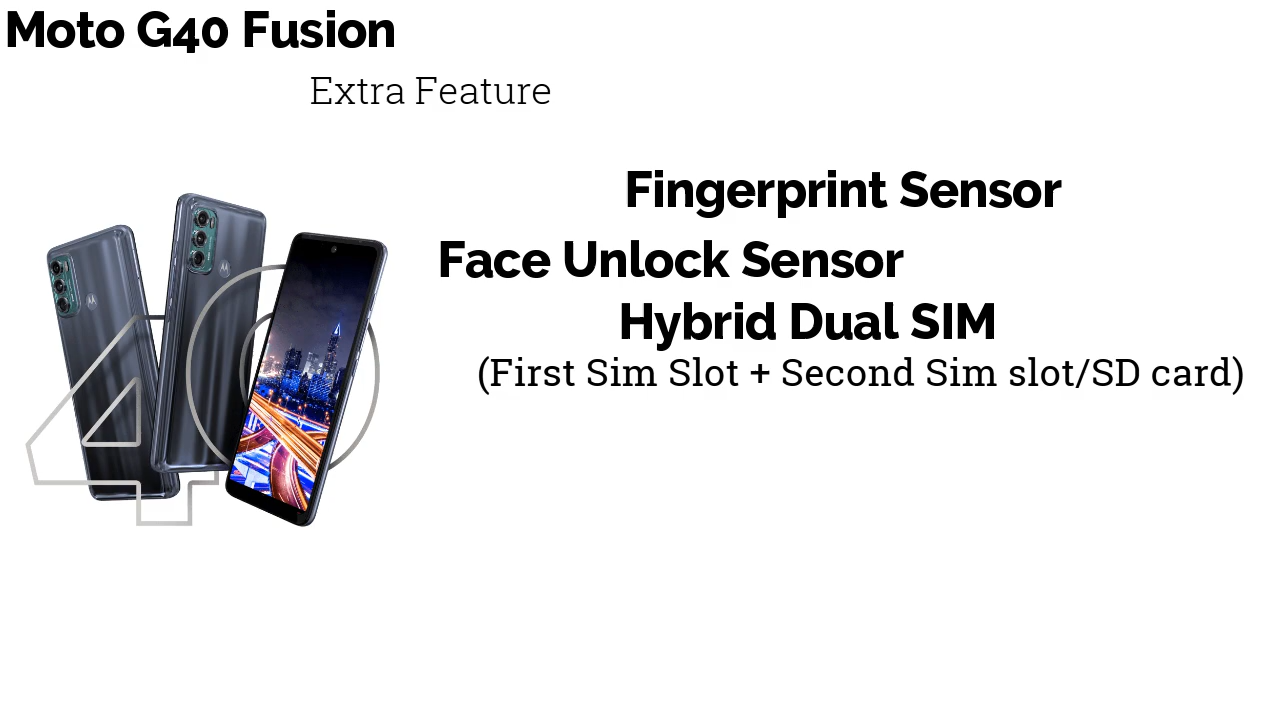 Moto G40 Fusion
Extra Feature
Fingerprint Sensor
Face Unlock Sensor
Hybrid Dual SIM
(First Sim Slot + Second Sim slot/SD card)
40